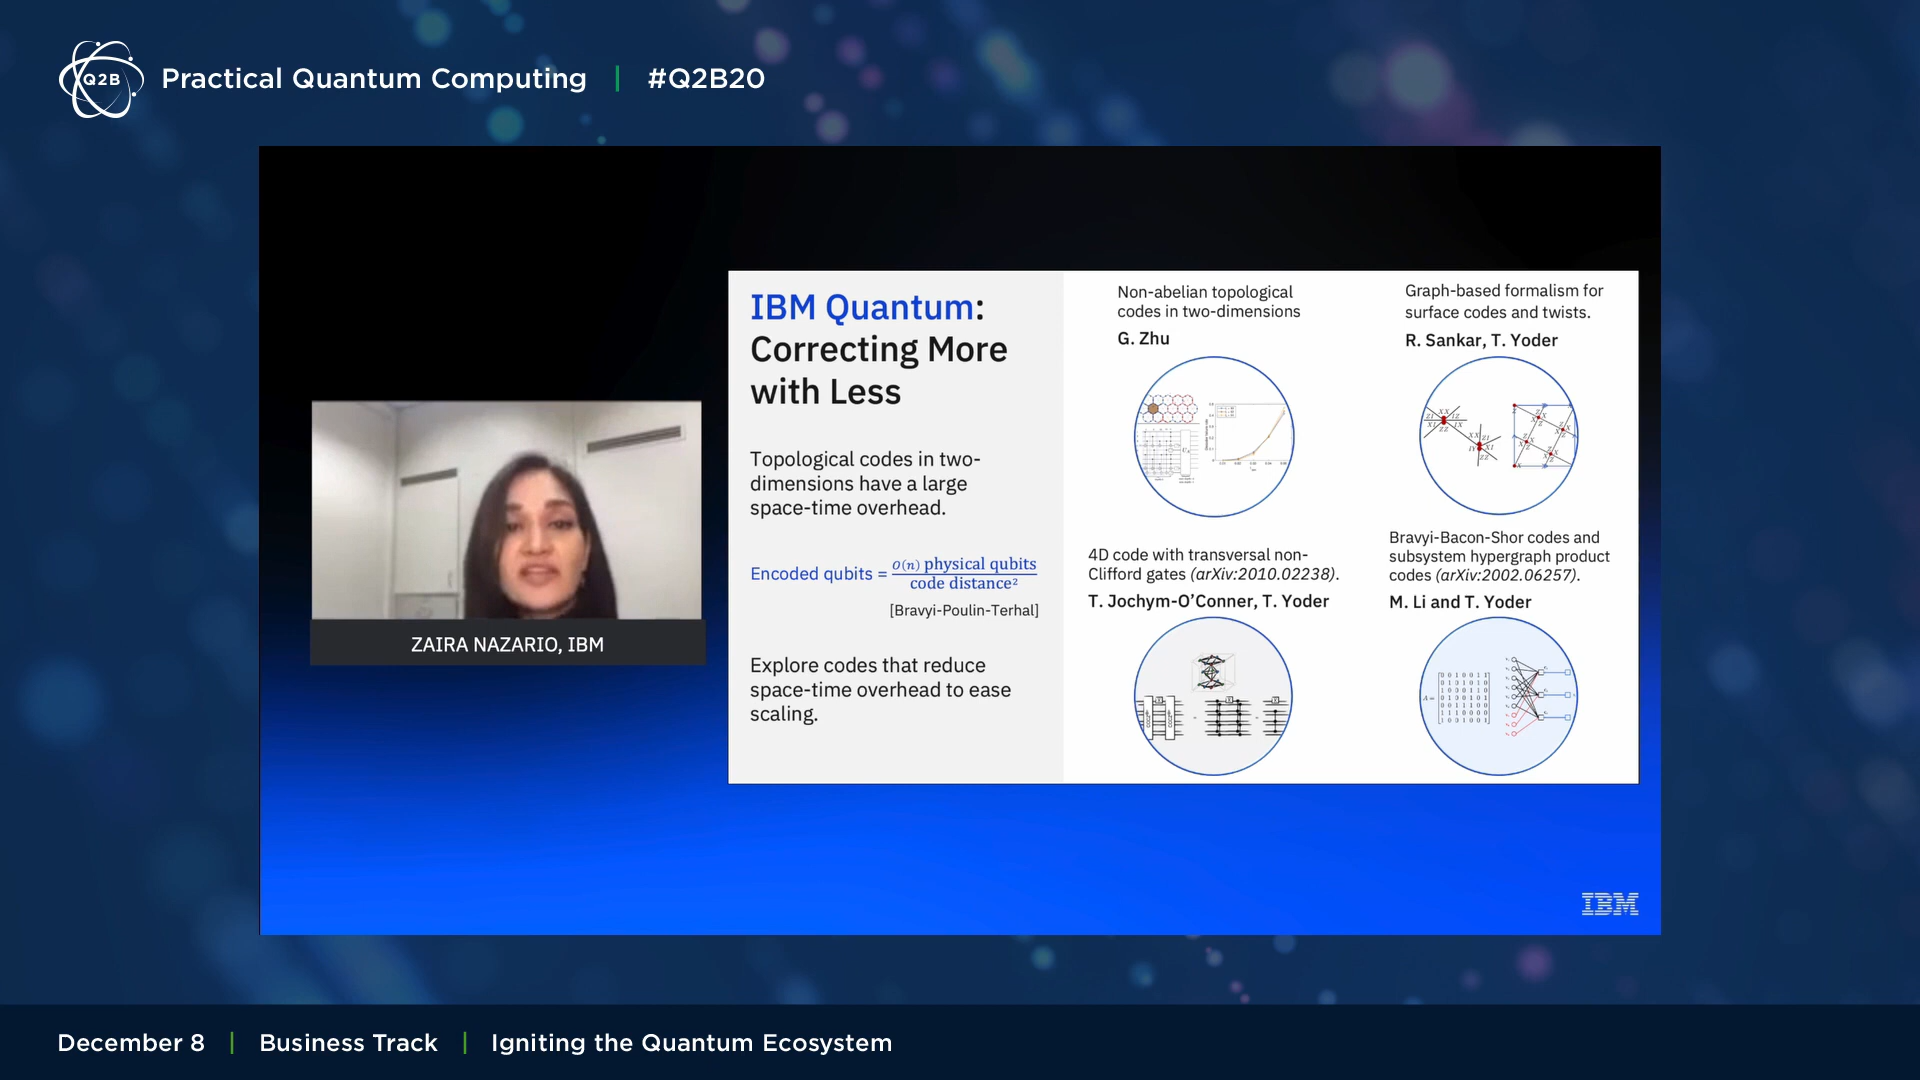 Q2B
Practical Quantum Computing | #Q2B20
ZAIRA NAZARIO, IBM
IBM Quantum:
Correcting More
with Less
Topological codes in two-
dimensions have a large
space-time overhead.
Encoded qubits = O(n) physical qubits / code distance²
[Bravyi-Poulin-Terhal]
Explore codes that reduce
space-time overhead to ease
scaling.
Non-abelian topological
codes in two-dimensions
G. Zhu
Graph-based formalism for
surface codes and twists.
R. Sankar, T. Yoder
4D code with transversal non-
Clifford gates (arXiv:2010.02238).
T. Jochym-O'Conner, T. Yoder
Bravyi-Bacon-Shor codes and
subsystem hypergraph product
codes (arXiv:2002.06257).
M. Li and T. Yoder
IBM
December 8 | Business Track | Igniting the Quantum Ecosystem